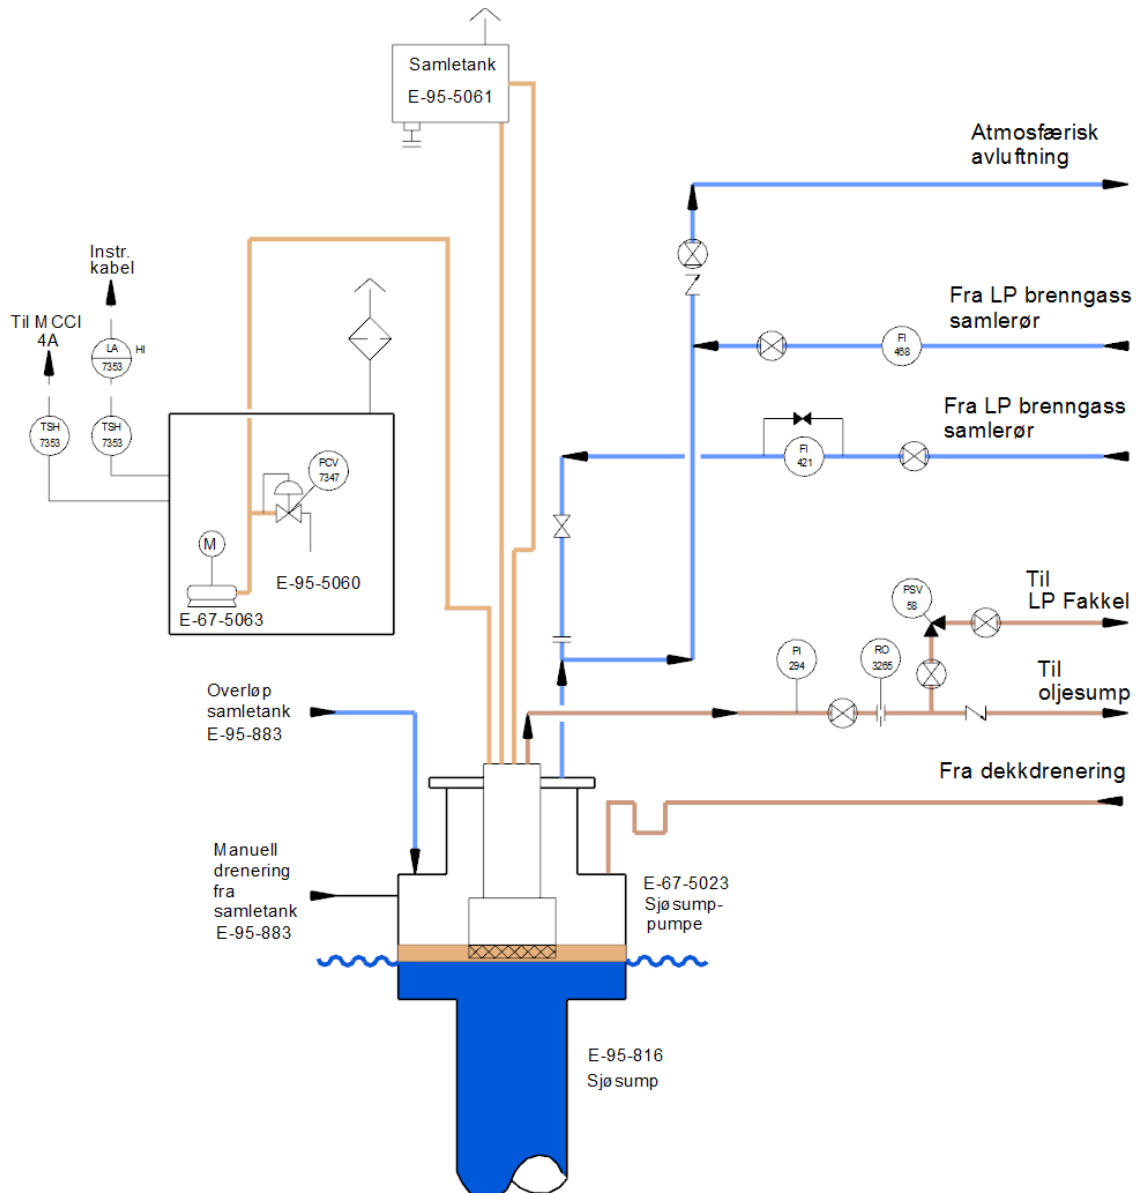 Samletank
E-95-5061
Atmosfærisk
avluftning
Instr.
kabel
Fra LP brenngass
samlerør
Til MCCI
4A
LA
7353
HI
FI
468
Fra LP brenngass
samlerør
TSH
7353
TSH
7353
FI
421
PCV
7347
M
E-95-5060
E-67-5063
PSV
58
Til
LP Fakkel
PI
294
RO
3265
Til
oljesump
Overløp
samletank
E-95-883
Fra dekkdrenering
Manuell
drenering
fra
samletank
E-95-883
E-67-5023
Sjøsump-
pumpe
E-95-816
Sjøsump